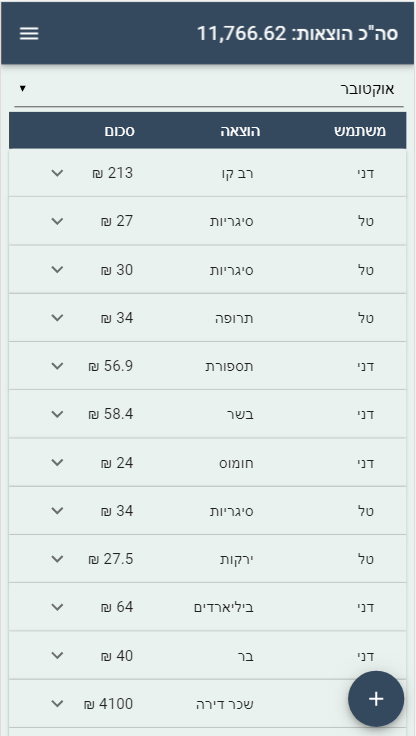 סה"כ הוצאות: 11,766.62
אוקטובר
משתמש הוצאה סכום
דני רב קו 213 ₪
טל סיגריות 27 ₪
טל סיגריות 30 ₪
טל תרופה 34 ₪
דני תספורת 56.9 ₪
דני בשר 58.4 ₪
דני חומוס 24 ₪
טל סיגריות 34 ₪
טל ירקות 27.5 ₪
דני ביליארדים 64 ₪
דני בר 40 ₪
שכר דירה 4100 ₪